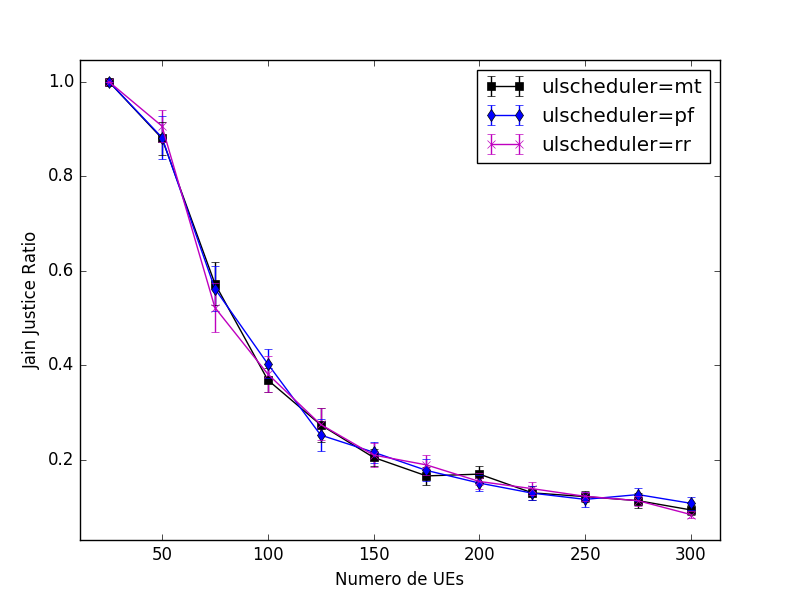 1.0
0.8
0.6
0.4
0.2
Jain Justice Ratio
ulscheduler=mt
ulscheduler=pf
ulscheduler=rr
50
100
150
200
250
300
Numero de UEs